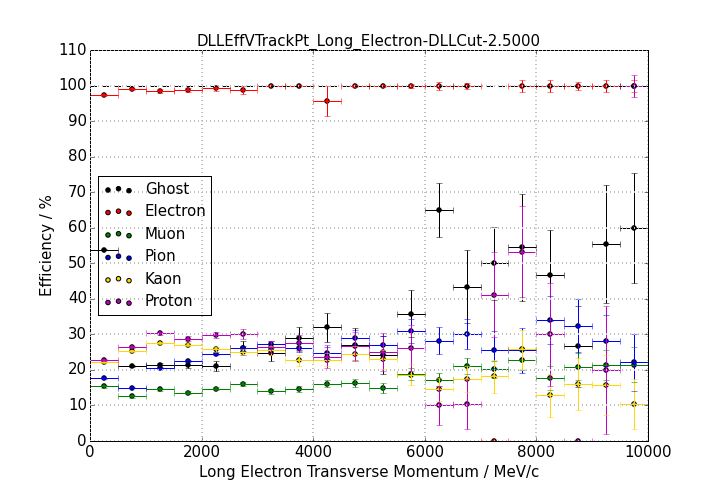 DLLEffVTrackPt_Long_Electron-DLLCut-2.5000
110
100
90
80
70
60
50
40
30
20
10
0
Efficiency / %
Ghost
Electron
Muon
Pion
Kaon
Proton
0 2000 4000 6000 8000 10000
Long Electron Transverse Momentum / MeV/c